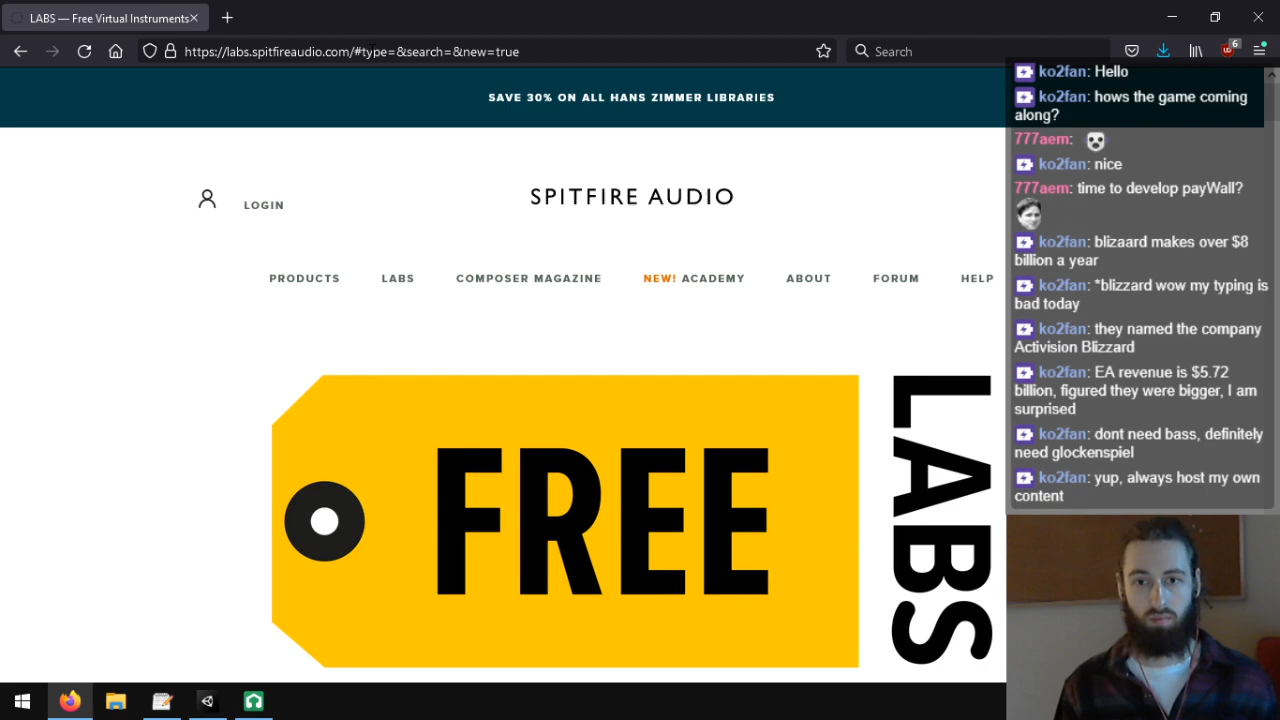 LABS — Free Virtual Instruments
https://labs.spitfireaudio.com/#type=&search=&new=true
Search
6
SAVE 30% ON ALL HANS ZIMMER LIBRARIES
LOGIN
SPITFIRE AUDIO
PRODUCTS
LABS
COMPOSER MAGAZINE
NEW! ACADEMY
ABOUT
FORUM
HELP
FREE
LABS
ko2fan: Hello
ko2fan: hows the game coming
along?
777aem:
ko2fan: nice
777aem: time to develop payWall?
ko2fan: blizaard makes over $8
billion a year
ko2fan: *blizzard wow my typing is
bad today
ko2fan: they named the company
Activision Blizzard
ko2fan: EA revenue is $5.72
billion, figured they were bigger, I am
surprised
ko2fan: dont need bass, definitely
need glockenspiel
ko2fan: yup, always host my own
content